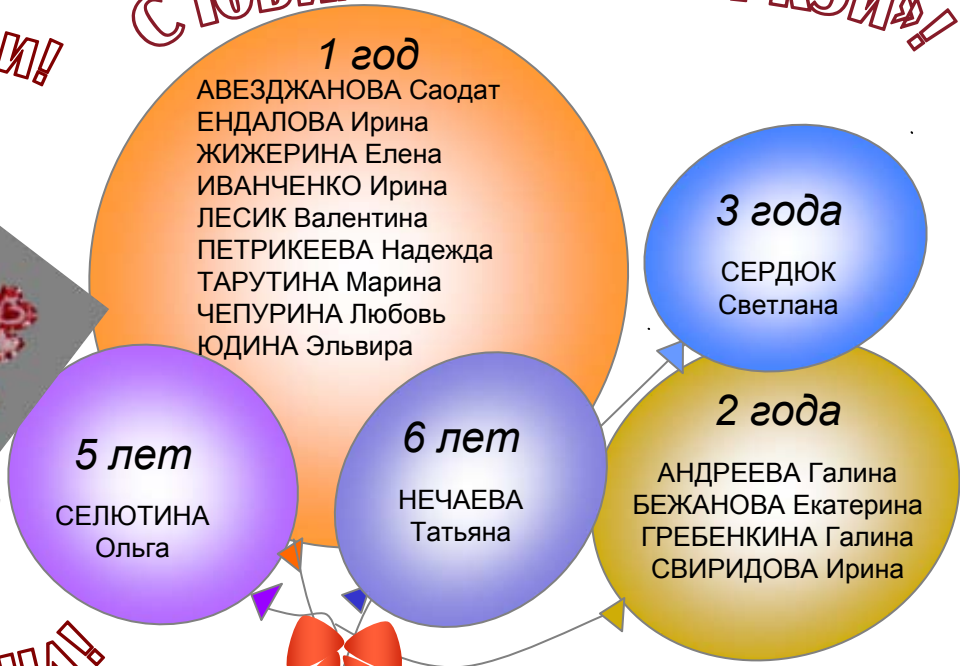 1 год
АВЕЗДЖАНОВА Саодат
ЕНДАЛОВА Ирина
ЖИЖЕРИНА Елена
ИВАНЧЕНКО Ирина
ЛЕСИК Валентина
ПЕТРИКЕЕВА Надежда
ТАРУТИНА Марина
ЧЕПУРИНА Любовь
ЮДИНА Эльвира
3 года
СЕРДЮК
Светлана
5 лет
СЕЛЮТИНА
Ольга
6 лет
НЕЧАЕВА
Татьяна
2 года
АНДРЕЕВА Галина
БЕЖАНОВА Екатерина
ГРЕБЕНКИНА Галина
СВИРИДОВА Ирина